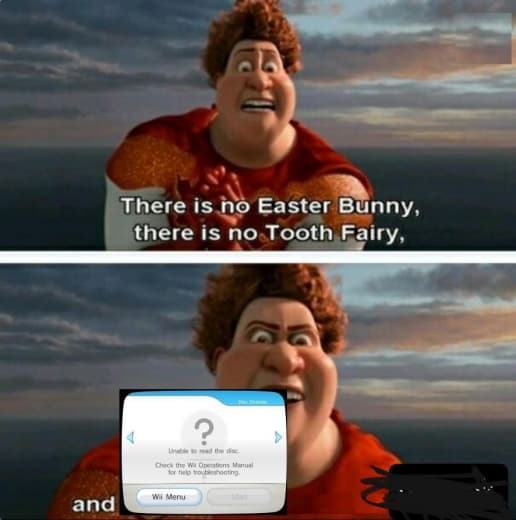 There is no Easter Bunny,
there is no Tooth Fairy,
Disc Channel
Unable to read the disc.
Check the Wii Operations Manual
for help troubleshooting.
Wii Menu
Start
and